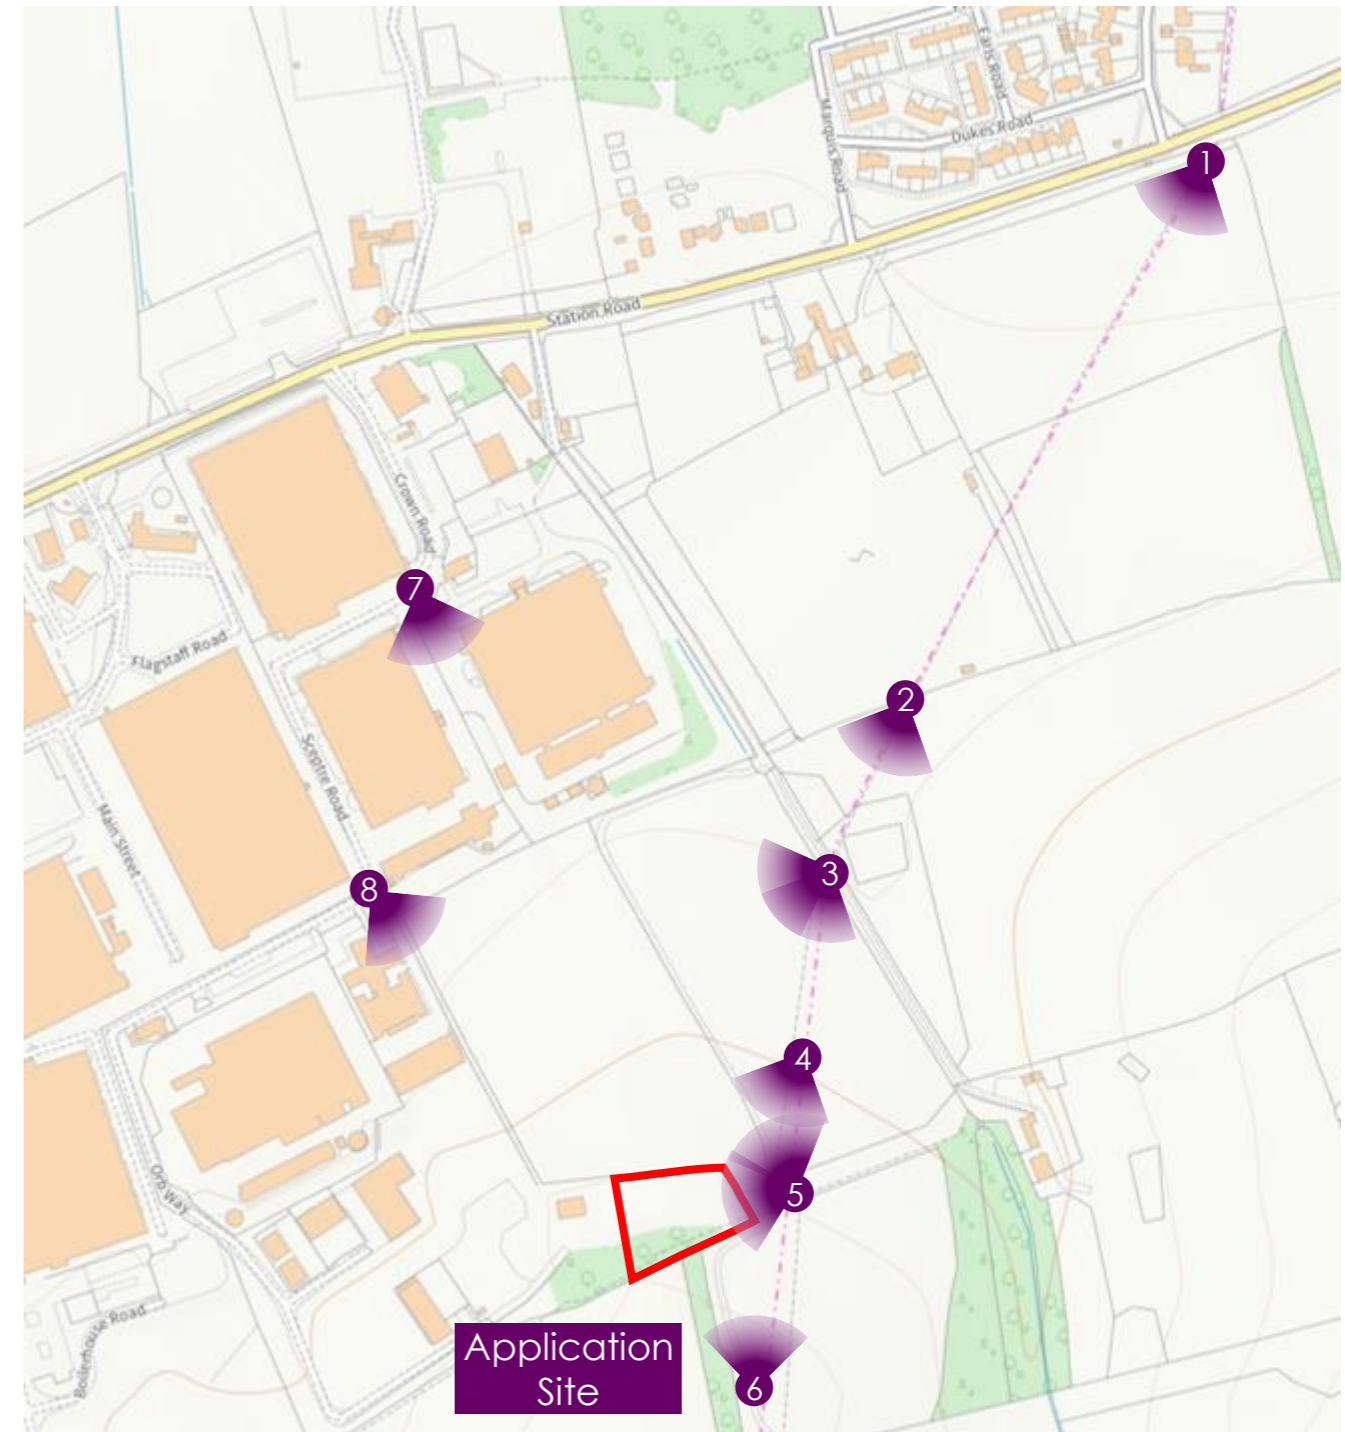 Earls Road
Marquis Road
Dukes Road
1
Station Road
Crown Road
7
Flagstaff Road
2
Sceptre Road
Main Street
3
8
4
Orb Way
5
Boilerhouse Road
Application
Site
6